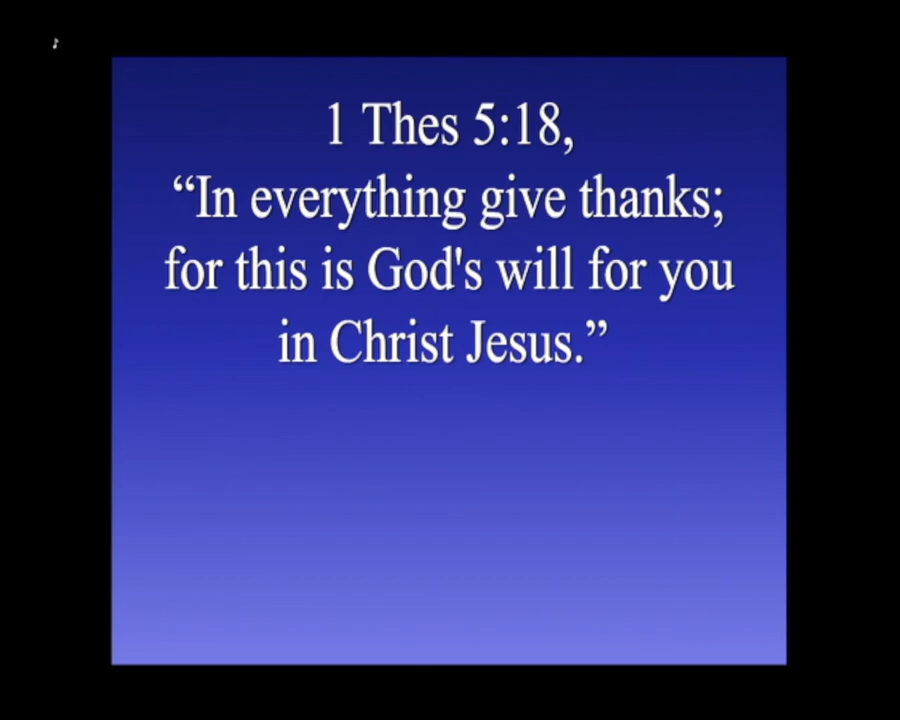 1 Thes 5:18,
“In everything give thanks;
for this is God's will for you
in Christ Jesus.”